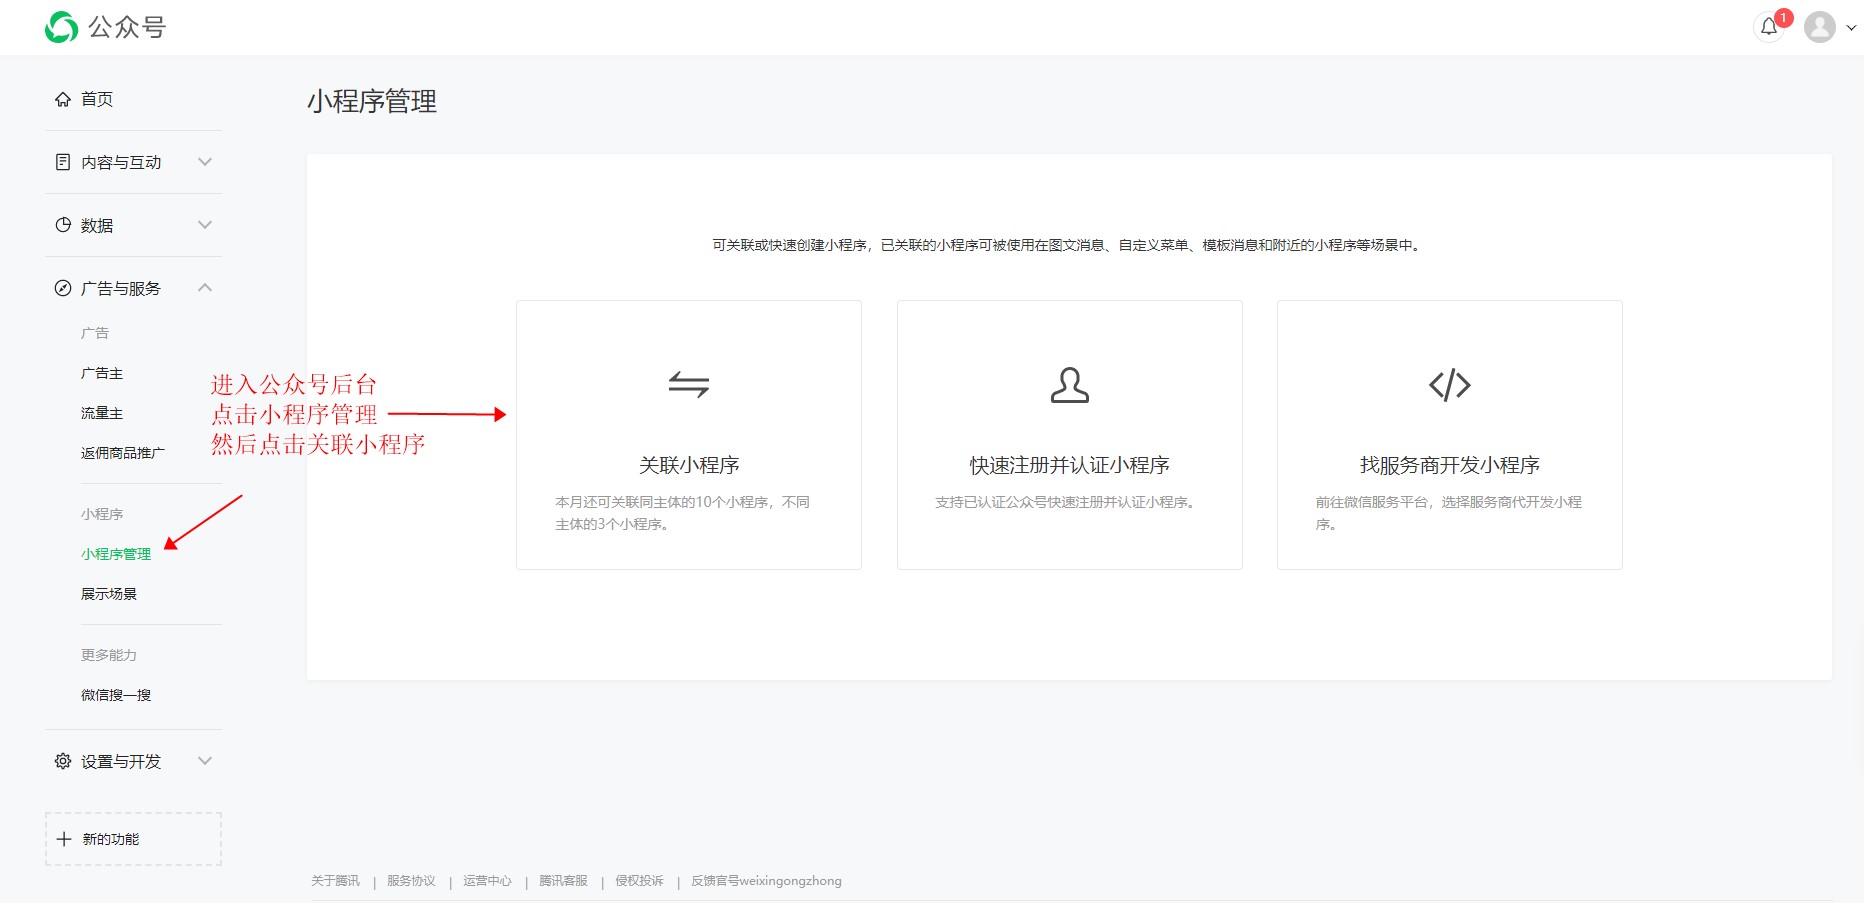 公众号
1
首页
内容与互动
数据
广告与服务
广告
广告主
流量主
返佣商品推广
小程序
小程序管理
展示场景
更多能力
微信搜一搜
设置与开发
新的功能
小程序管理
可关联或快速创建小程序，已关联的小程序可被使用在图文消息、自定义菜单、模板消息和附近的小程序等场景中。
进入公众号后台
点击小程序管理
然后点击关联小程序
关联小程序
本月还可关联同主体的10个小程序，不同
主体的3个小程序。
快速注册并认证小程序
支持已认证公众号快速注册并认证小程序。
找服务商开发小程序
前往微信服务平台，选择服务商代开发小程
序。
关于腾讯 | 服务协议 | 运营中心 | 腾讯客服 | 侵权投诉 | 反馈官号weixingongzhong